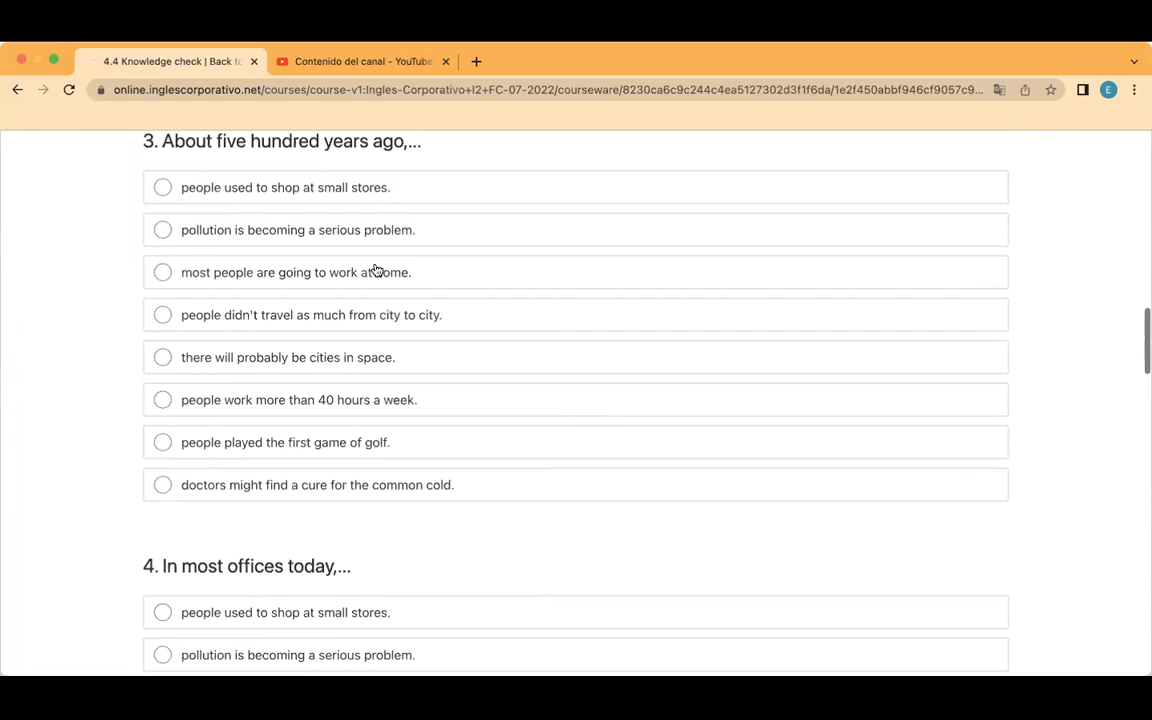 4.4 Knowledge check | Back to
Contenido del canal - YouTube
online.inglescorporativo.net/courses/course-v1:Ingles-Corporativo+I2+FC-07-2022/courseware/8230ca6c9c244c4ea5127302d3f1f6da/1e2f450abbf946cf9057c9...
E
3. About five hundred years ago,...
people used to shop at small stores.
pollution is becoming a serious problem.
most people are going to work at home.
people didn't travel as much from city to city.
there will probably be cities in space.
people work more than 40 hours a week.
people played the first game of golf.
doctors might find a cure for the common cold.
4. In most offices today,...
people used to shop at small stores.
pollution is becoming a serious problem.